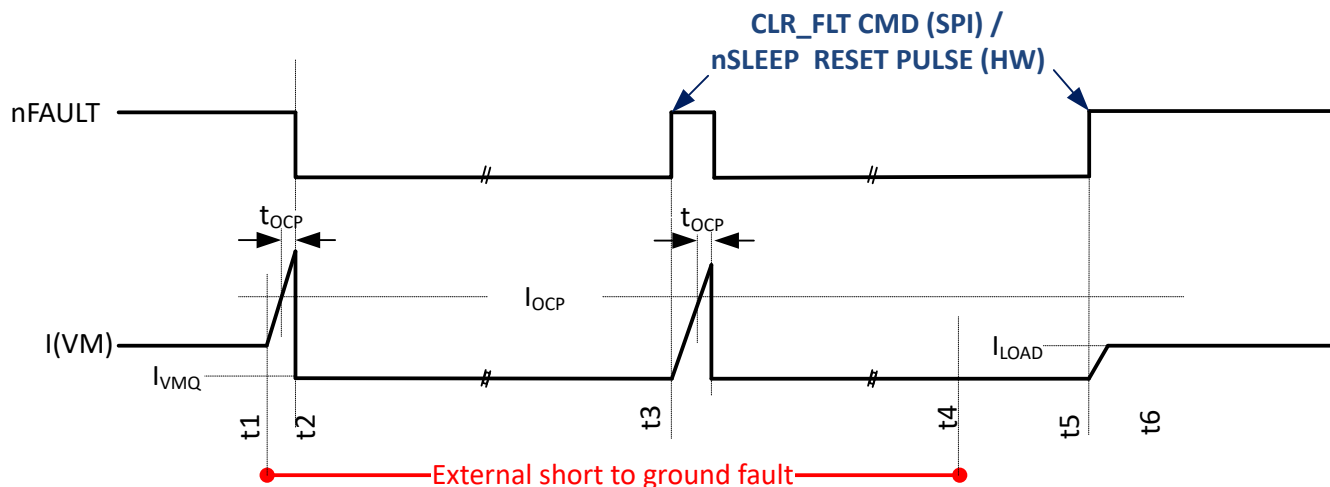 CLR_FLT CMD (SPI) /
nSLEEP RESET PULSE (HW)
nFAULT
tOCP
tOCP
IOCP
I(VM)
ILOAD
IVMQ
t1
t2
t3
t4
t5
t6
External short to ground fault